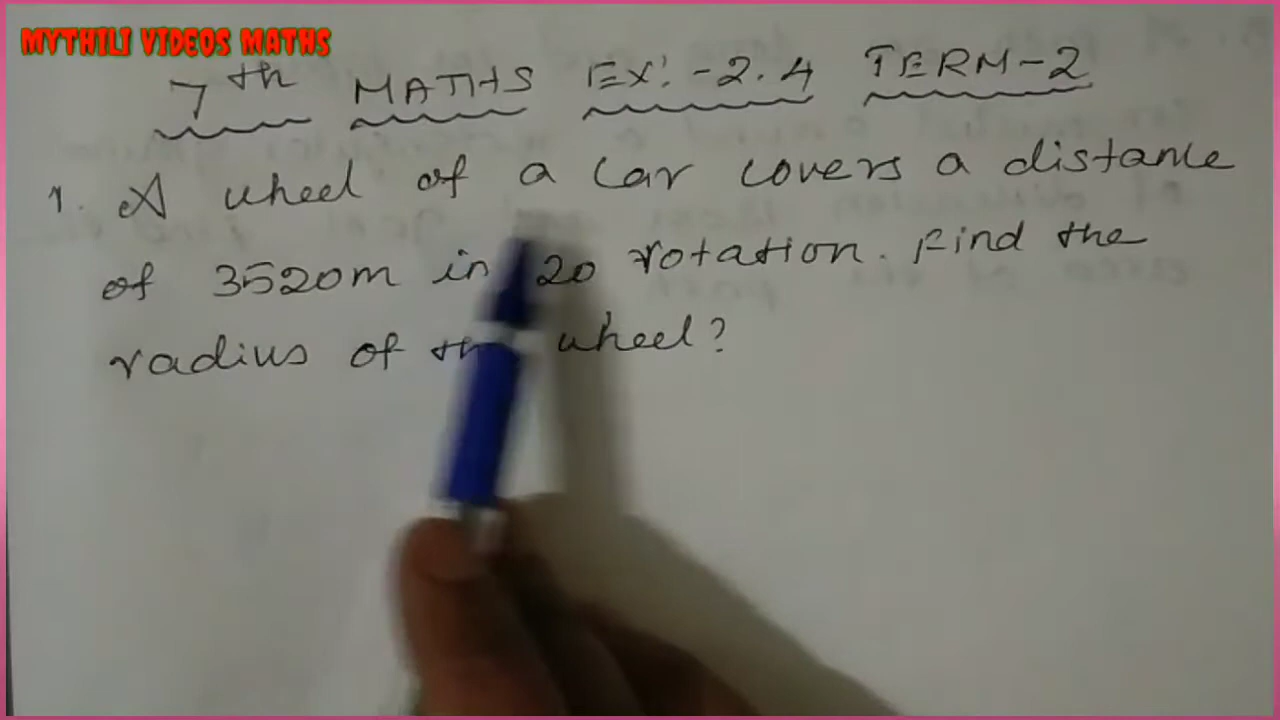 MYTHILI VIDEOS MATHS
7th MATHS EX:-2.4 TERM-2
1. A wheel of a car covers a distance
of 3520m in 20 rotation. Find the
radius of the wheel?